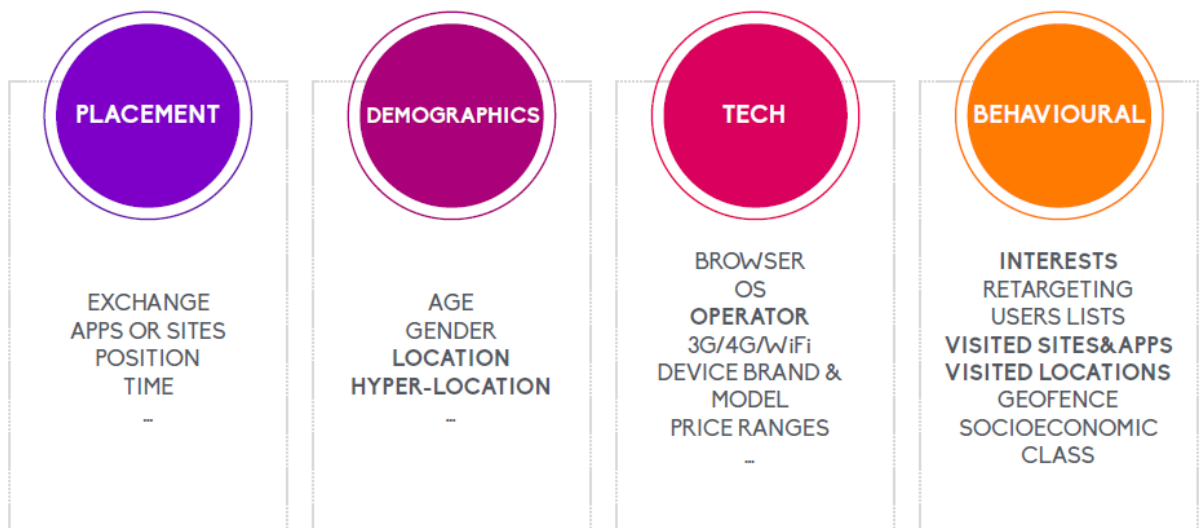 PLACEMENT
EXCHANGE
APPS OR SITES
POSITION
TIME
...
DEMOGRAPHICS
AGE
GENDER
LOCATION
HYPER-LOCATION
...
TECH
BROWSER
OS
OPERATOR
3G/4G/WiFi
DEVICE BRAND &
MODEL
PRICE RANGES
...
BEHAVIOURAL
INTERESTS
RETARGETING
USERS LISTS
VISITED SITES&APPS
VISITED LOCATIONS
GEOFENCE
SOCIOECONOMIC
CLASS